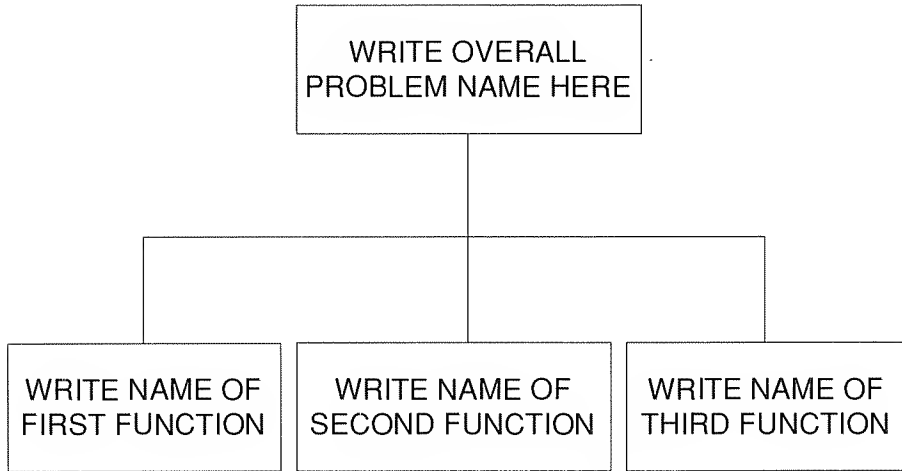 WRITE OVERALL
PROBLEM NAME HERE
WRITE NAME OF
FIRST FUNCTION
WRITE NAME OF
SECOND FUNCTION
WRITE NAME OF
THIRD FUNCTION